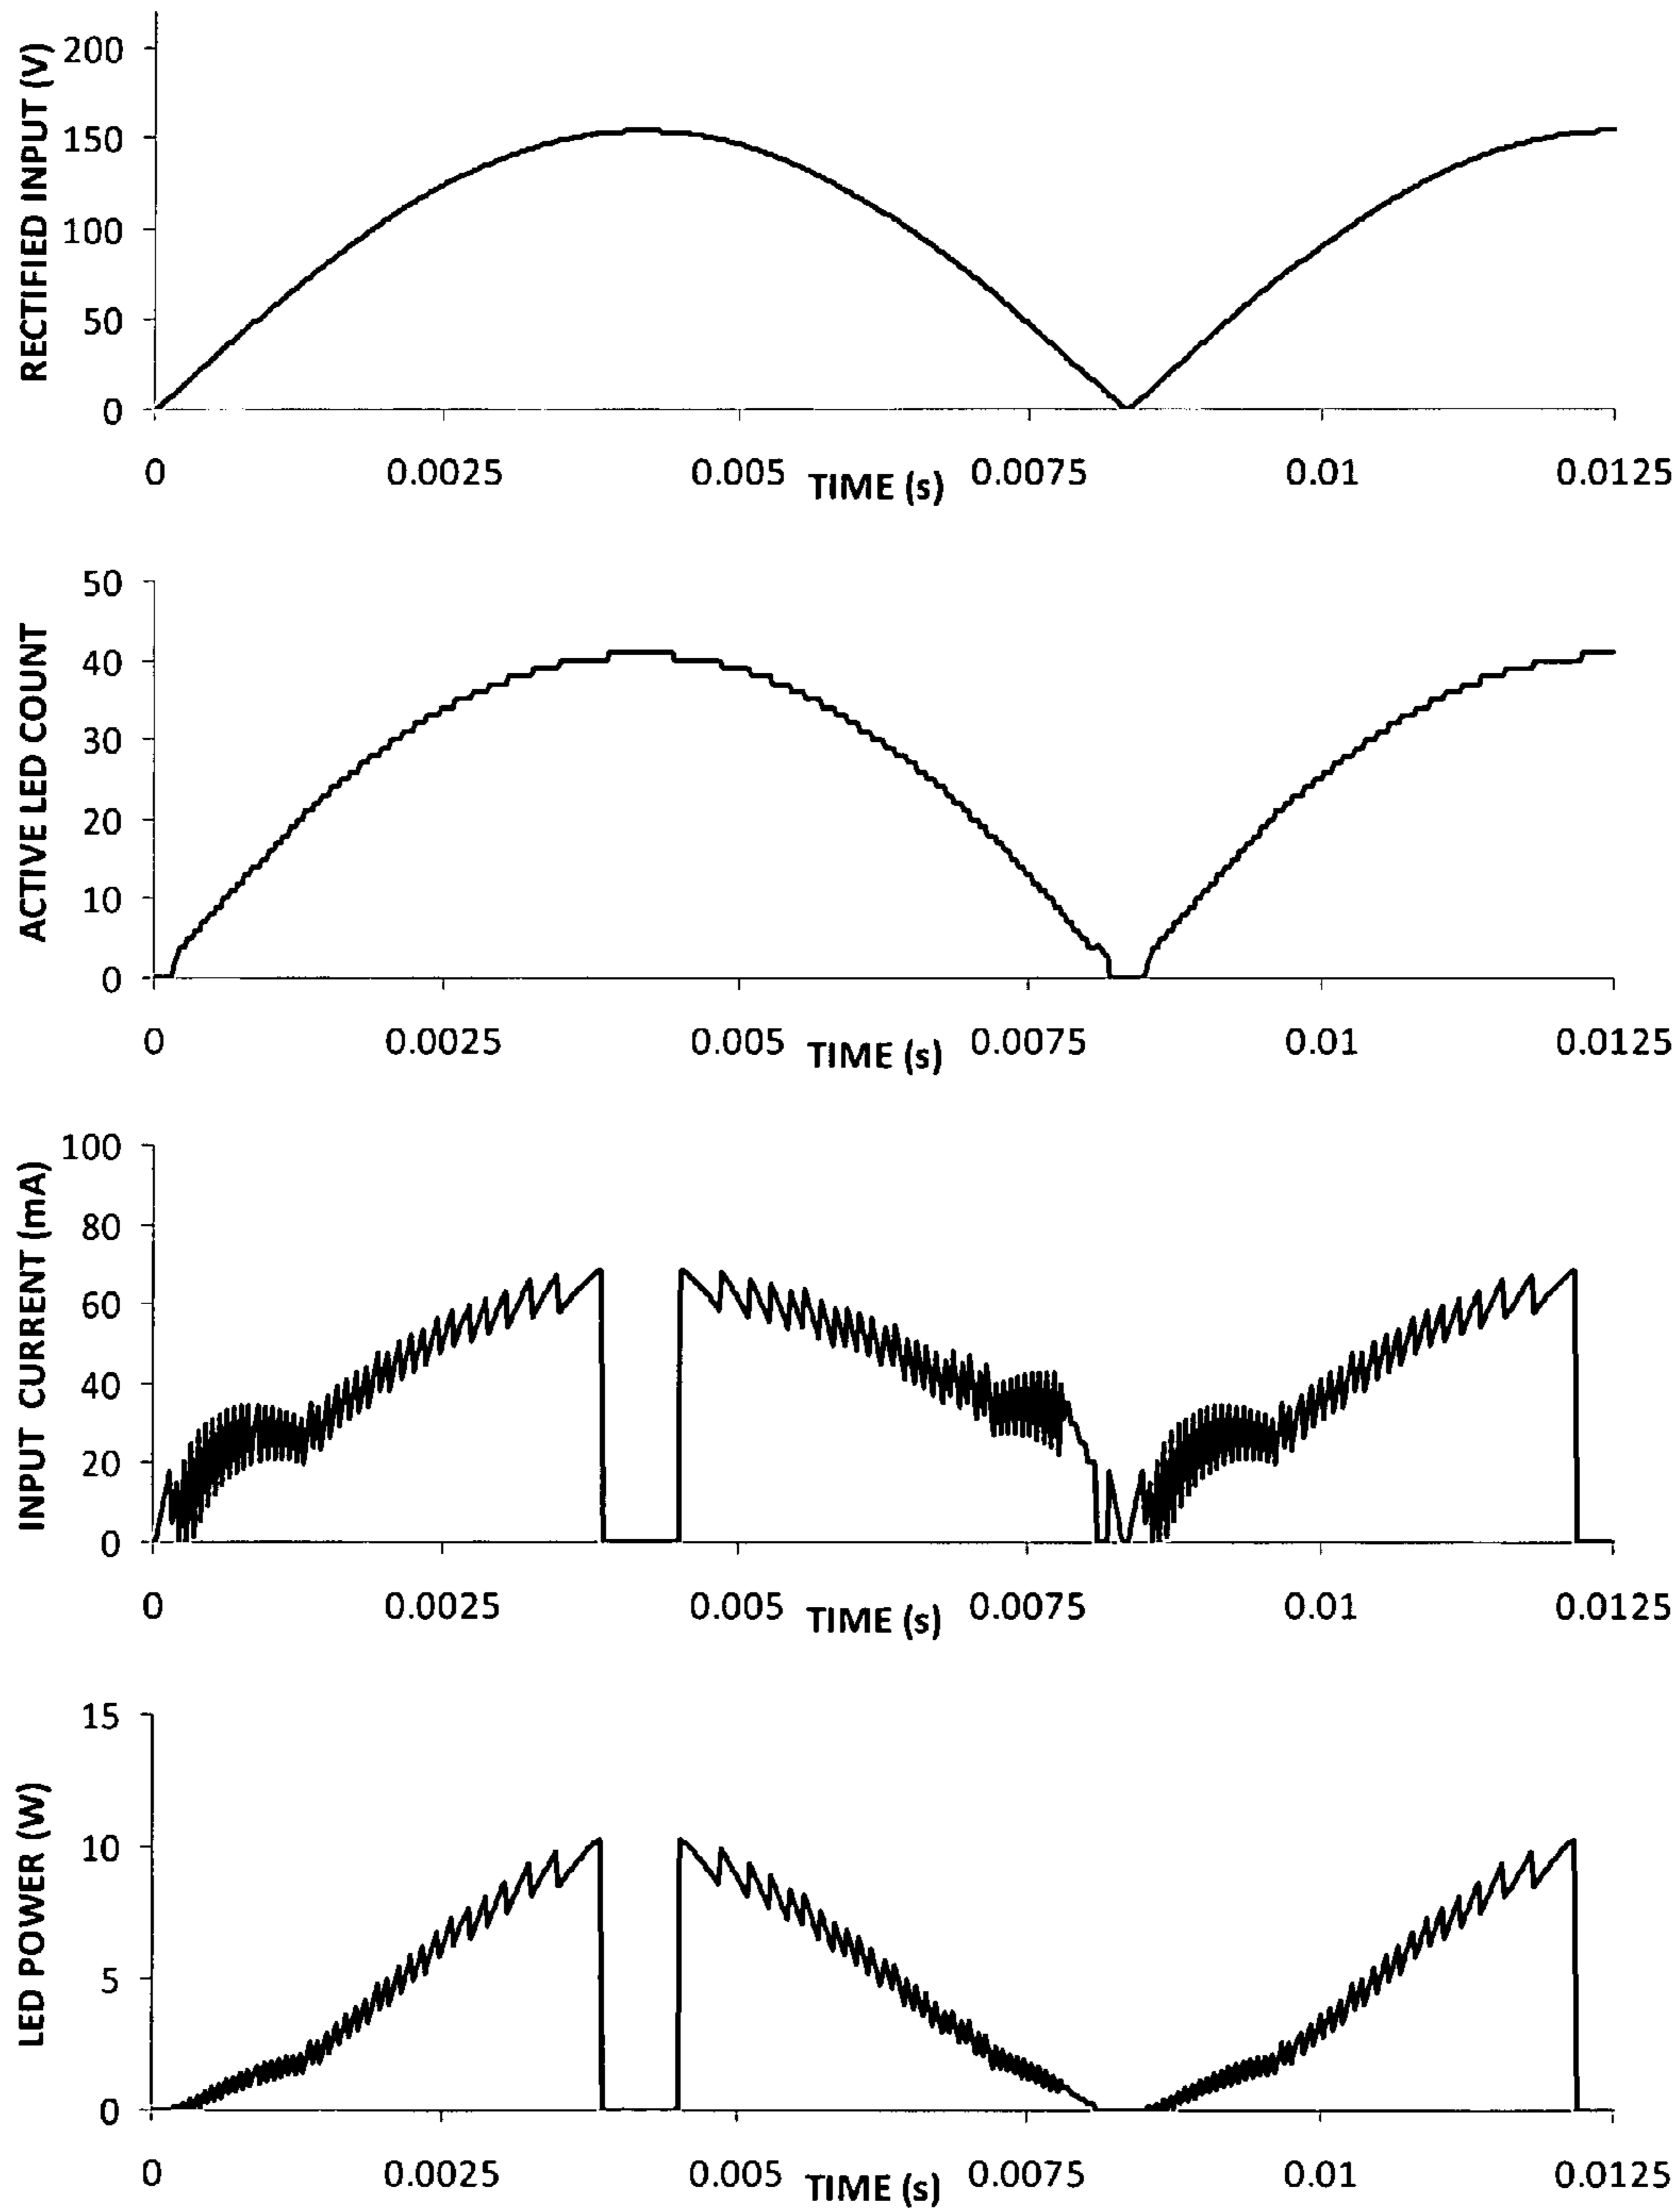 RECTIFIED INPUT (V)
200
150
100
50
0
0 0.0025 0.005 TIME (s) 0.0075 0.01 0.0125
ACTIVE LED COUNT
50
40
30
20
10
0
0 0.0025 0.005 TIME (s) 0.0075 0.01 0.0125
INPUT CURRENT (mA)
100
80
60
40
20
0
0 0.0025 0.005 TIME (s) 0.0075 0.01 0.0125
LED POWER (W)
15
10
5
0
0 0.0025 0.005 TIME (s) 0.0075 0.01 0.0125